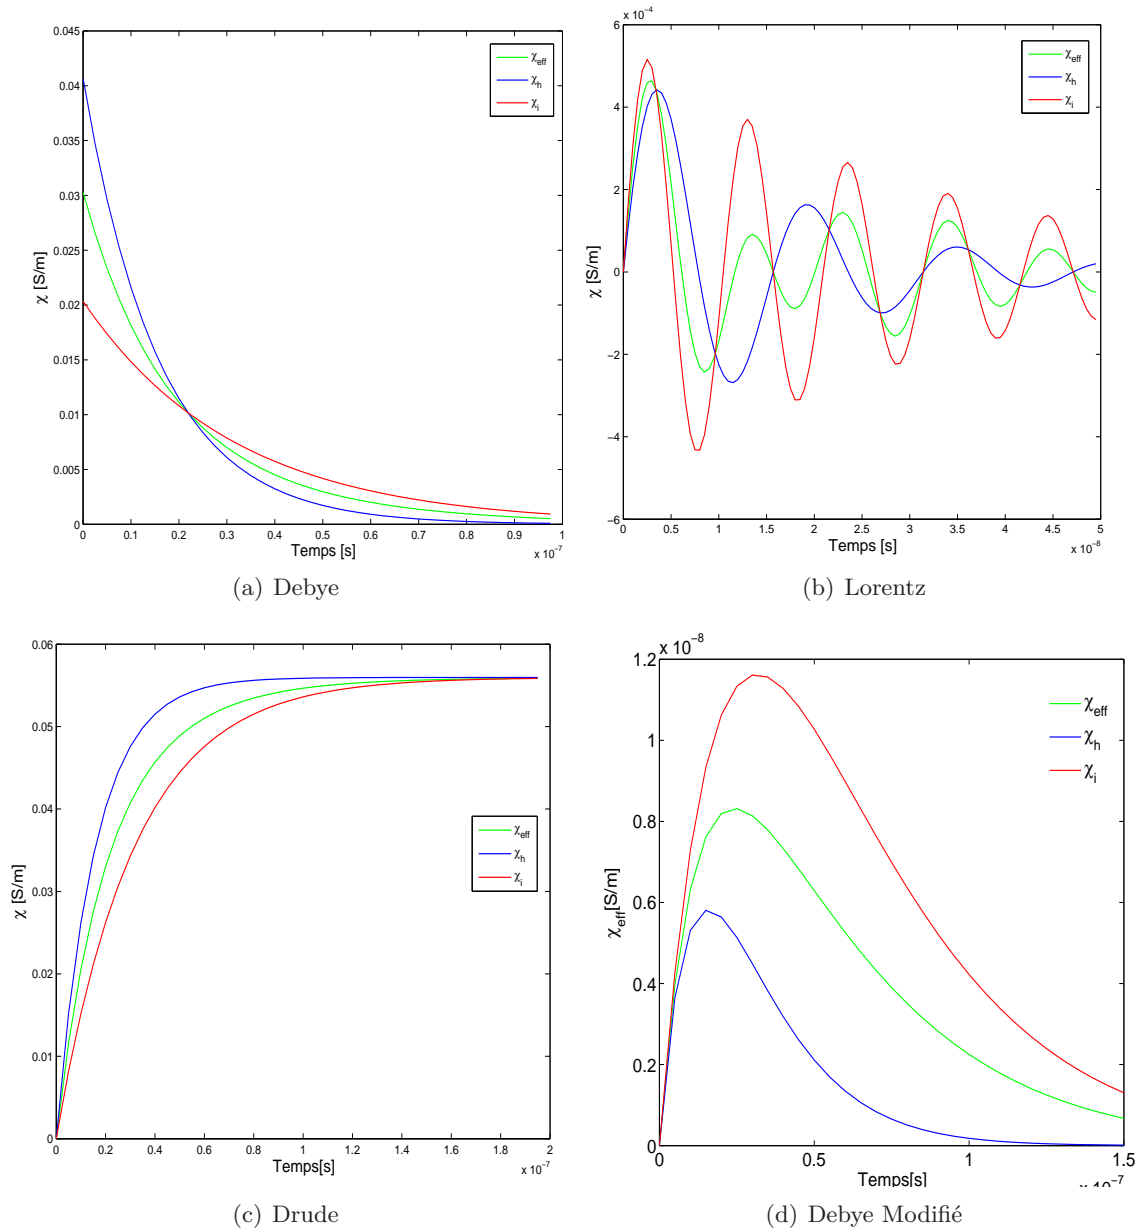 0.045
0.04
0.035
0.03
0.025
0.02
0.015
0.01
0.005
0
χ [S/m]
χeff
χh
χi
0 0.1 0.2 0.3 0.4 0.5 0.6 0.7 0.8 0.9 1
Temps [s]
x 10⁻⁷
(a) Debye
x 10⁻⁴
6
4
2
0
−2
−4
−6
χ [S/m]
χeff
χh
χi
0 0.5 1 1.5 2 2.5 3 3.5 4 4.5 5
Temps [s]
x 10⁻⁸
(b) Lorentz
0.06
0.05
0.04
0.03
0.02
0.01
0
χ [S/m]
χeff
χh
χi
0 0.2 0.4 0.6 0.8 1 1.2 1.4 1.6 1.8 2
Temps[s]
x 10⁻⁷
(c) Drude
x 10⁻⁸
1.2
1
0.8
0.6
0.4
0.2
0
χeff[S/m]
χeff
χh
χi
0 0.5 1 1.5
Temps[s]
x 10⁻⁷
(d) Debye Modifié